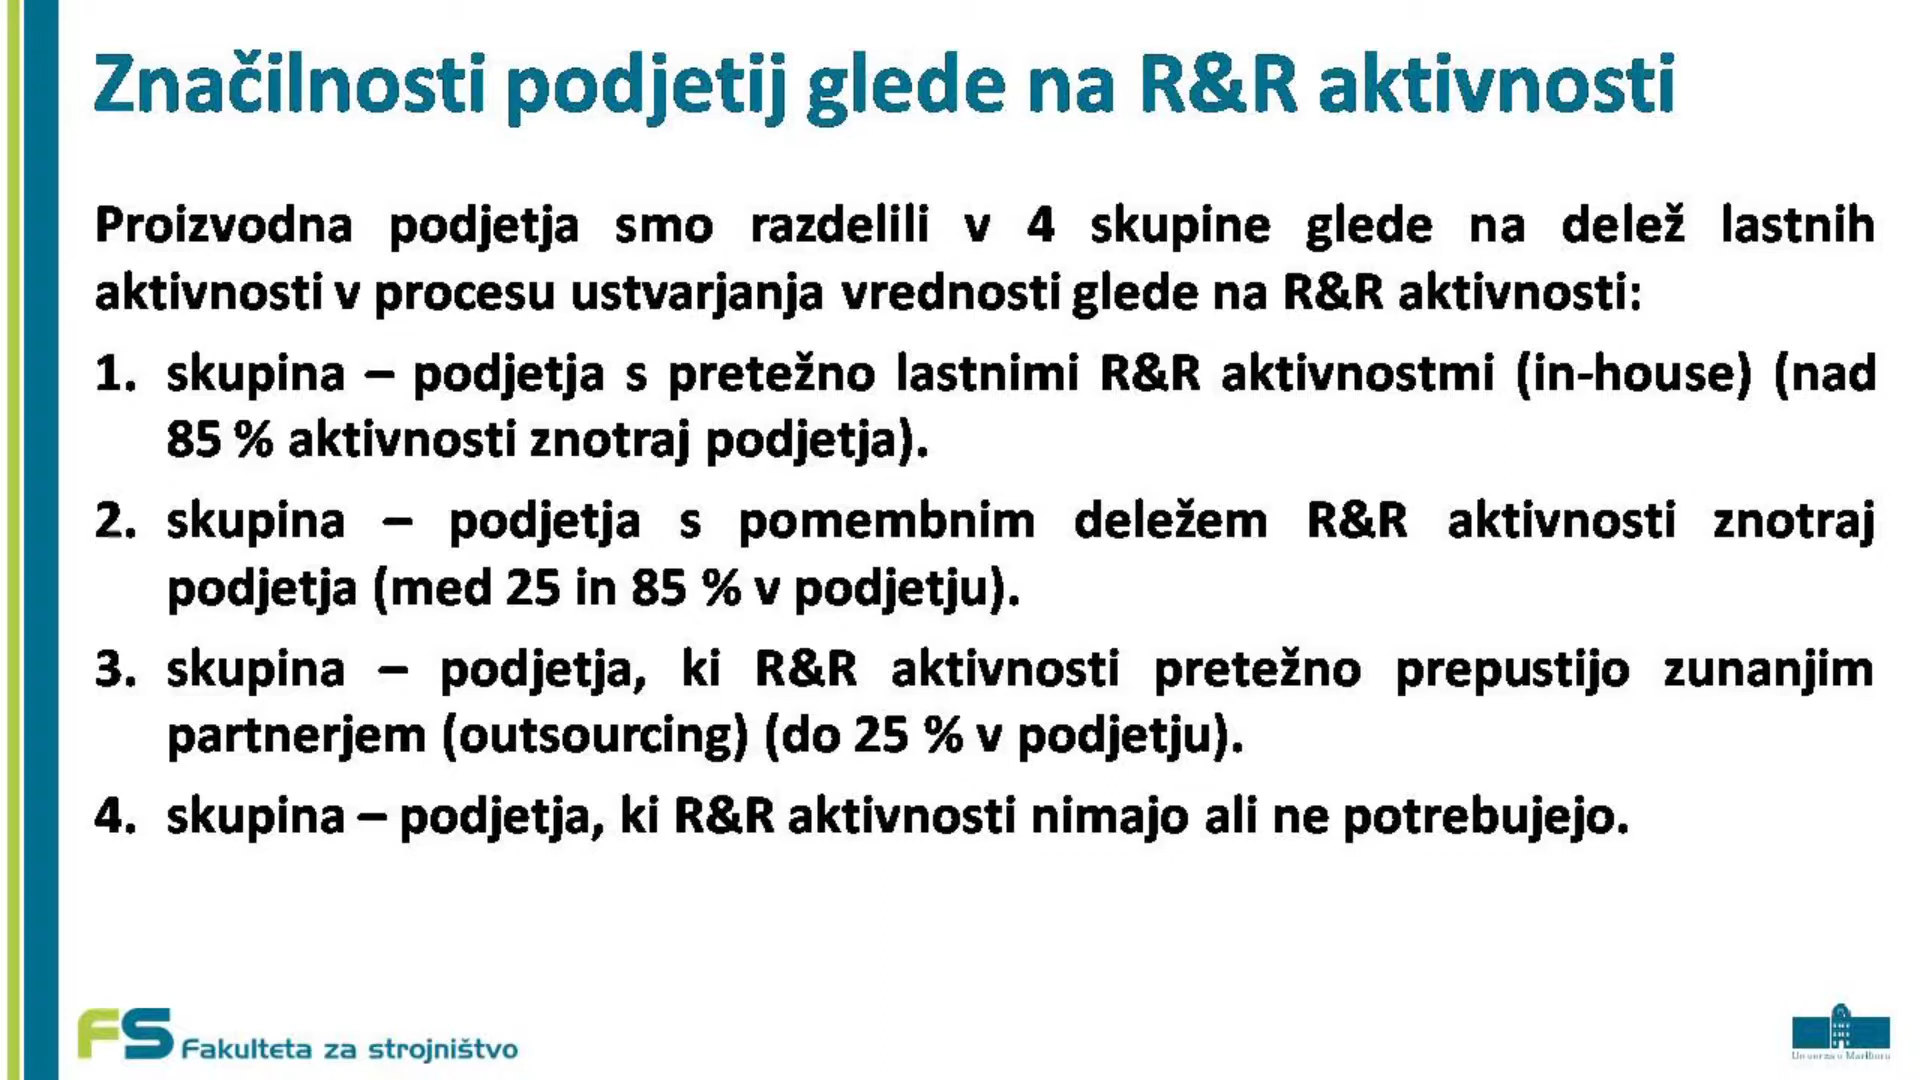 Značilnosti podjetij glede na R&R aktivnosti
Proizvodna podjetja smo razdelili v 4 skupine glede na delež lastnih
aktivnosti v procesu ustvarjanja vrednosti glede na R&R aktivnosti:
1. skupina – podjetja s pretežno lastnimi R&R aktivnostmi (in-house) (nad
85 % aktivnosti znotraj podjetja).
2. skupina – podjetja s pomembnim deležem R&R aktivnosti znotraj
podjetja (med 25 in 85 % v podjetju).
3. skupina – podjetja, ki R&R aktivnosti pretežno prepustijo zunanjim
partnerjem (outsourcing) (do 25 % v podjetju).
4. skupina – podjetja, ki R&R aktivnosti nimajo ali ne potrebujejo.
FS Fakulteta za strojništvo
Univerza v Mariboru